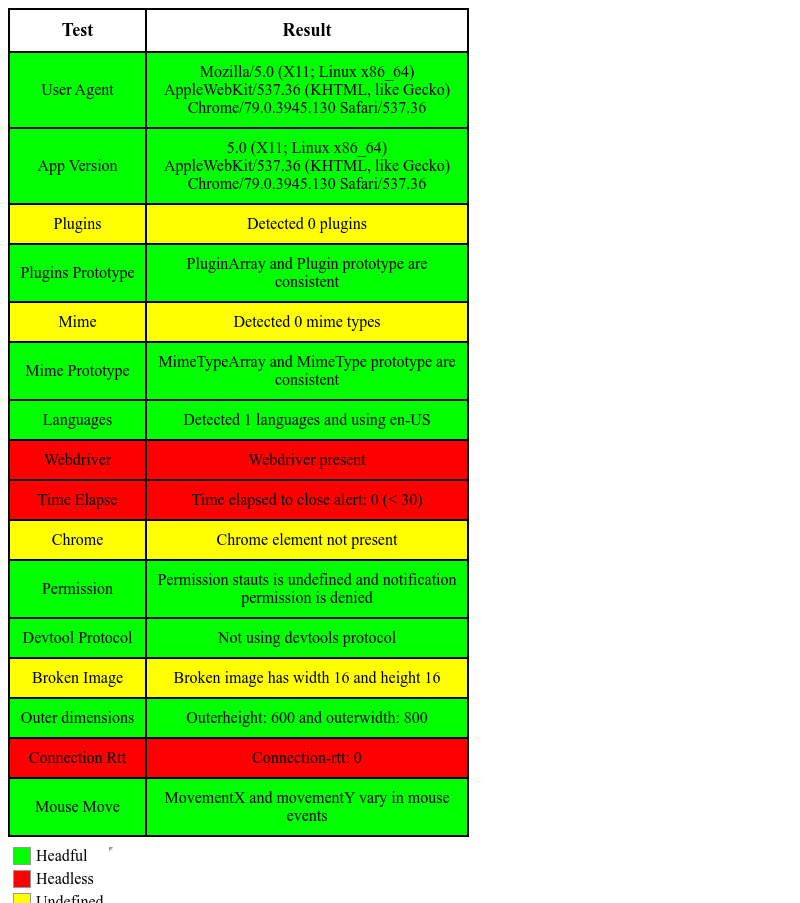 Test Result
User Agent
Mozilla/5.0 (X11; Linux x86_64)
AppleWebKit/537.36 (KHTML, like Gecko)
Chrome/79.0.3945.130 Safari/537.36
App Version
5.0 (X11; Linux x86_64)
AppleWebKit/537.36 (KHTML, like Gecko)
Chrome/79.0.3945.130 Safari/537.36
Plugins Detected 0 plugins
Plugins Prototype
PluginArray and Plugin prototype are
consistent
Mime Detected 0 mime types
Mime Prototype
MimeTypeArray and MimeType prototype are
consistent
Languages Detected 1 languages and using en-US
Webdriver Webdriver present
Time Elapse Time elapsed to close alert: 0 (< 30)
Chrome Chrome element not present
Permission
Permission stauts is undefined and notification
permission is denied
Devtool Protocol Not using devtools protocol
Broken Image Broken image has width 16 and height 16
Outer dimensions Outerheight: 600 and outerwidth: 800
Connection Rtt Connection-rtt: 0
Mouse Move
MovementX and movementY vary in mouse
events
Headful
Headless
Undefined